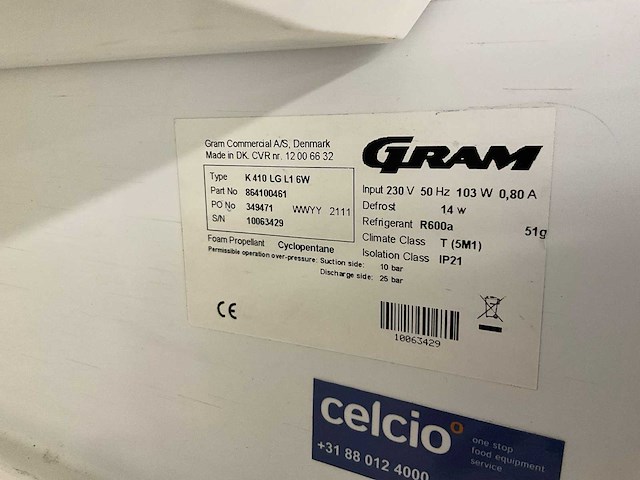 Gram Commercial A/S, Denmark
Made in DK. CVR nr. 12 00 66 32
GRAM
Type K 410 LG L1 6W
Part No 864100461
PO No 349471 WWYY 2111
S/N 10063429
Input 230 V 50 Hz 103 W 0,80 A
Defrost 14 w
Refrigerant R600a 51g
Climate Class T (5M1)
Isolation Class IP21
Foam Propellant Cyclopentane
Permissible operation over-pressure: Suction side: 10 bar
Discharge side: 25 bar
CE
10063429
celcio
one stop
food equipment
service
+31 88 012 4000